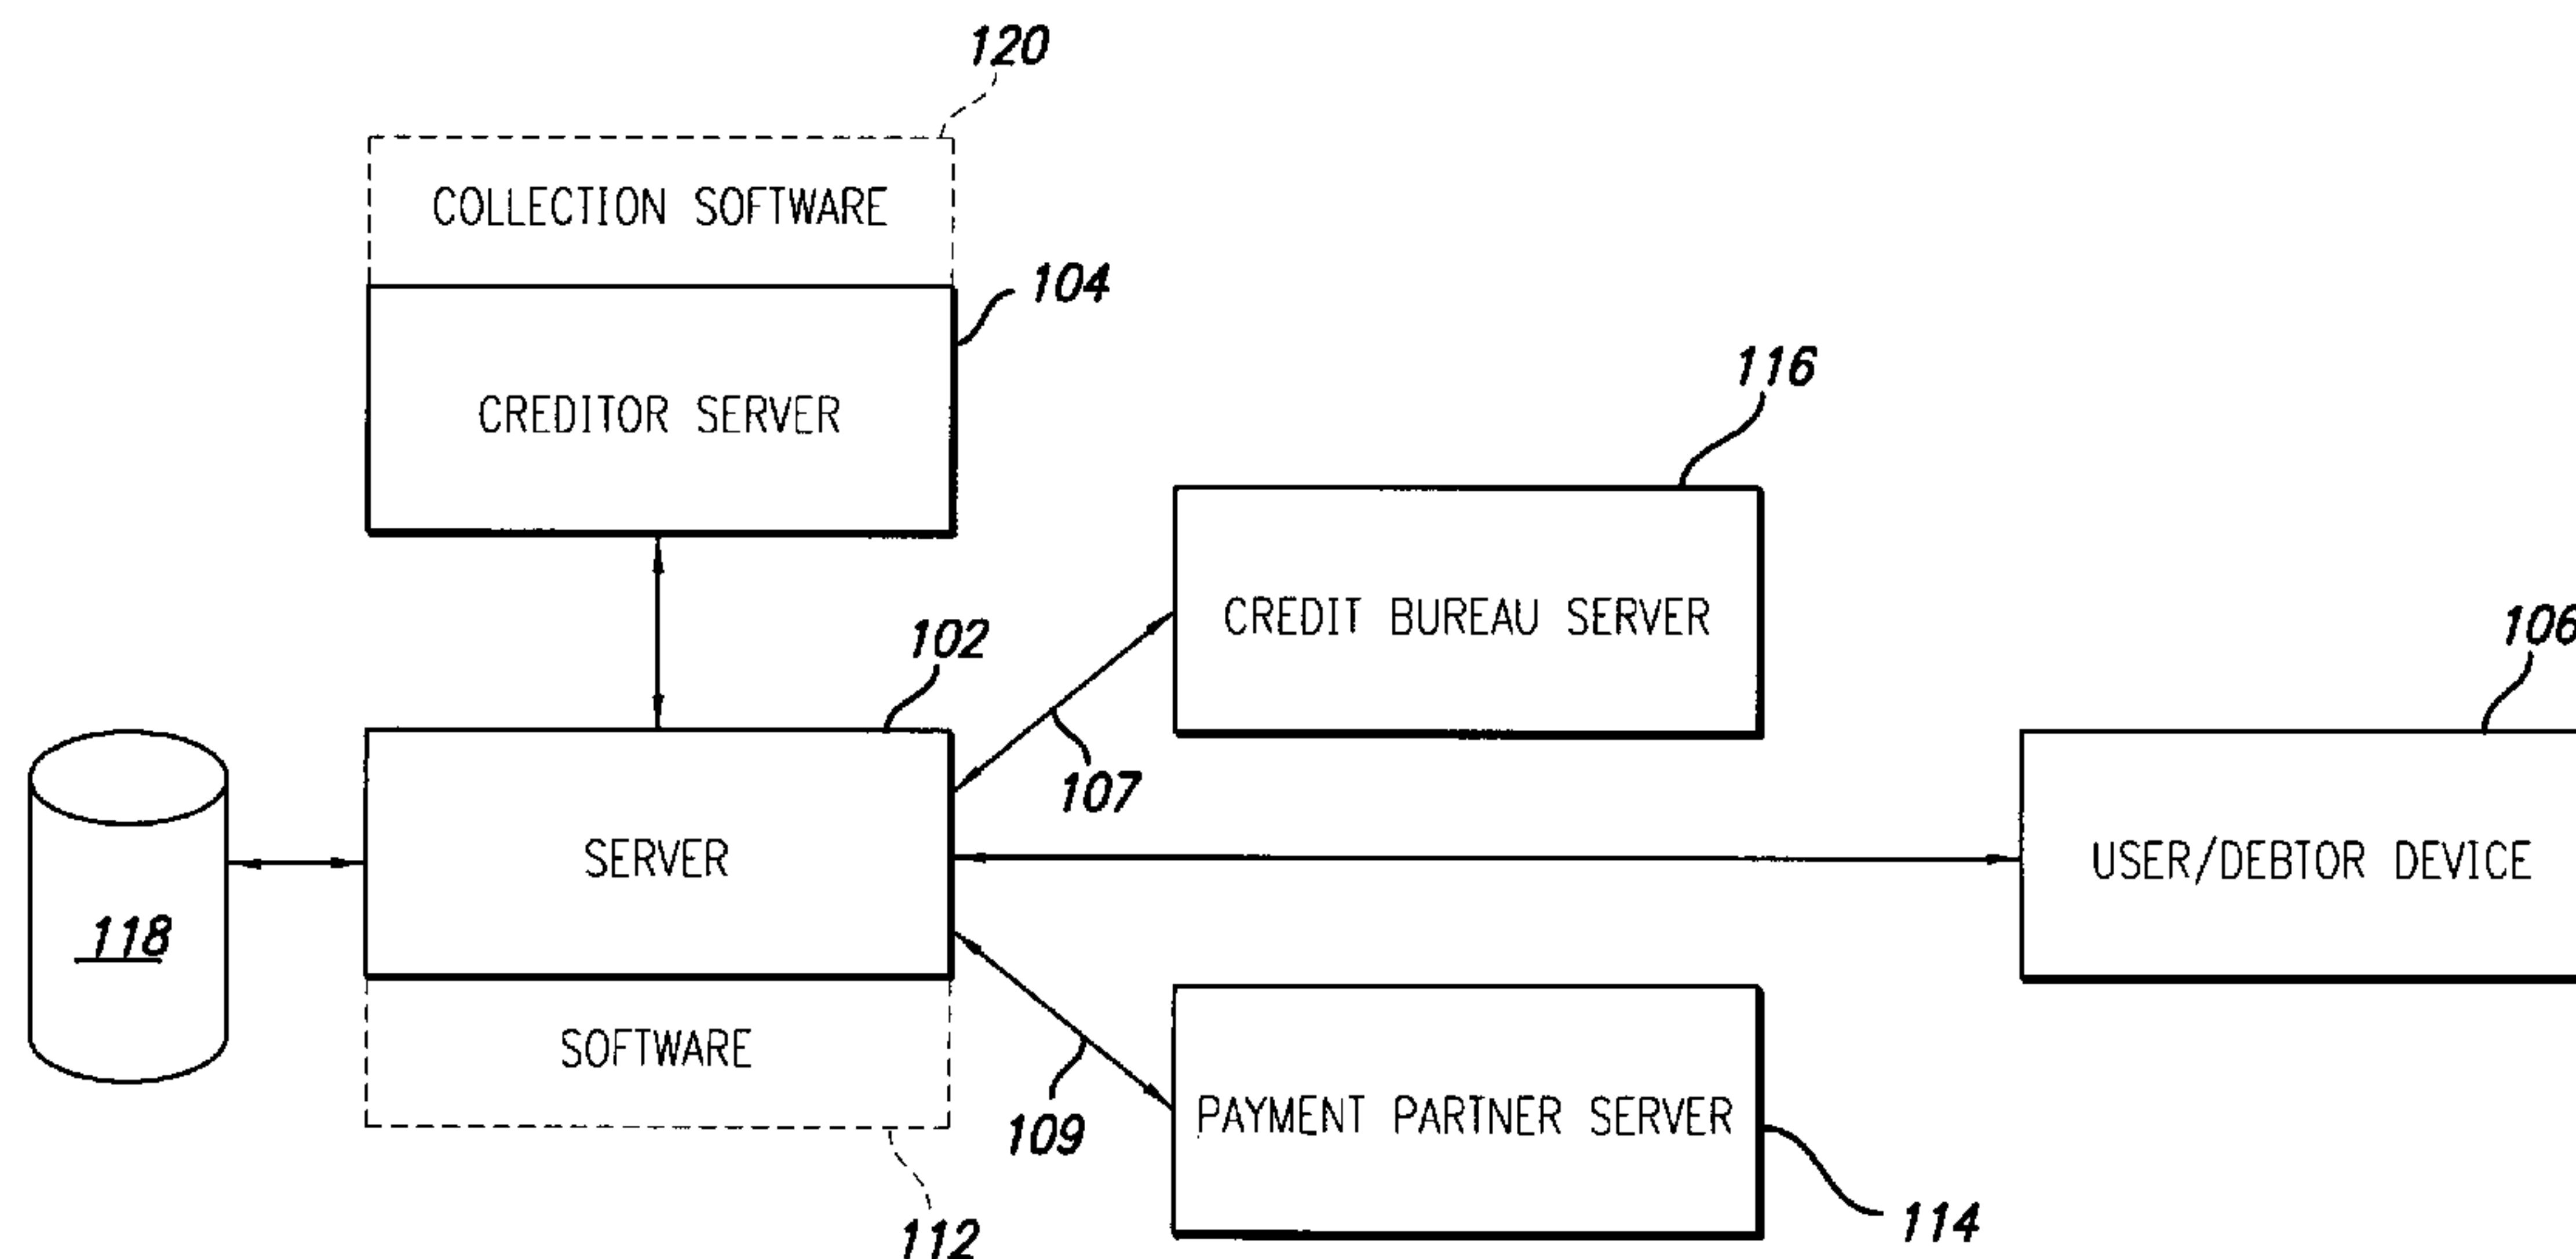 120
COLLECTION SOFTWARE
104
CREDITOR SERVER
116
CREDIT BUREAU SERVER
106
102
107
SERVER
USER/DEBTOR DEVICE
118
SOFTWARE
109
PAYMENT PARTNER SERVER
114
112